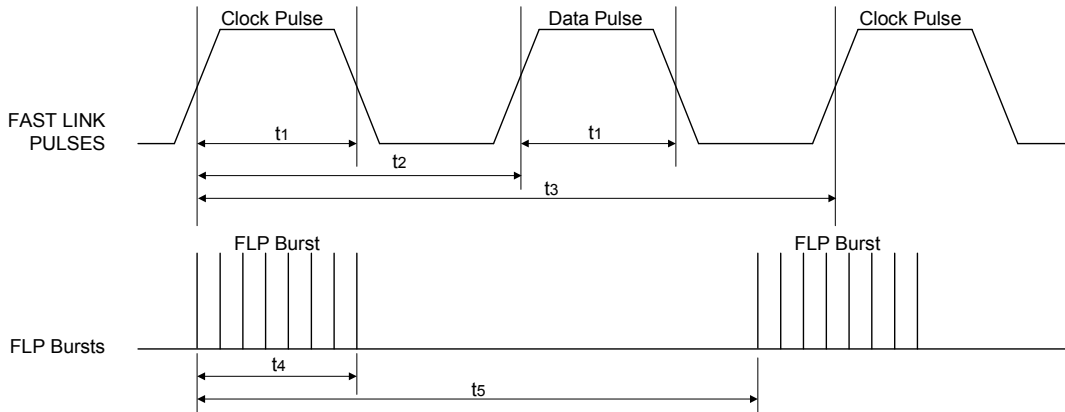 Clock Pulse Data Pulse Clock Pulse
FAST LINK
PULSES
t1 t1
t2
t3
FLP Burst FLP Burst
FLP Bursts
t4
t5